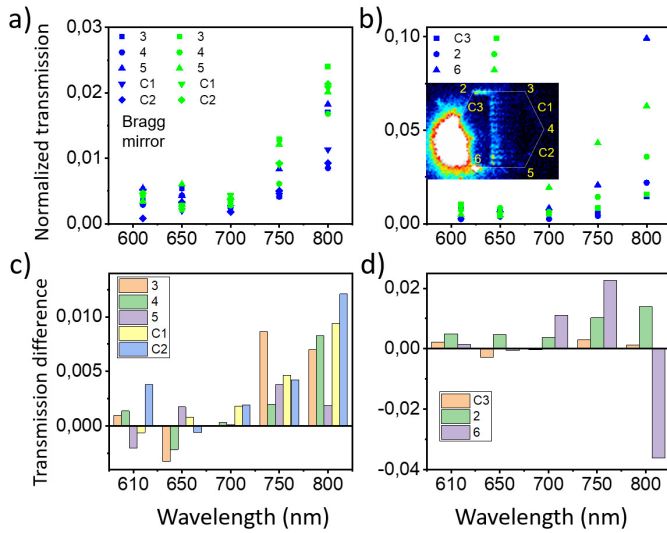 a)
3 3
4 4
5 5
C1 C1
C2 C2
Bragg
mirror
Normalized transmission
0,03
0,02
0,01
0,00
600 650 700 750 800
b)
C3
2
6
0,10
0,05
0,00
2 3
C3 C1
4
C2
6 5
600 650 700 750 800
c)
3
4
5
C1
C2
Transmission difference
0,010
0,005
0,000
610 650 700 750 800
Wavelength (nm)
d)
0,02
0,00
-0,02
-0,04
C3
2
6
610 650 700 750 800
Wavelength (nm)